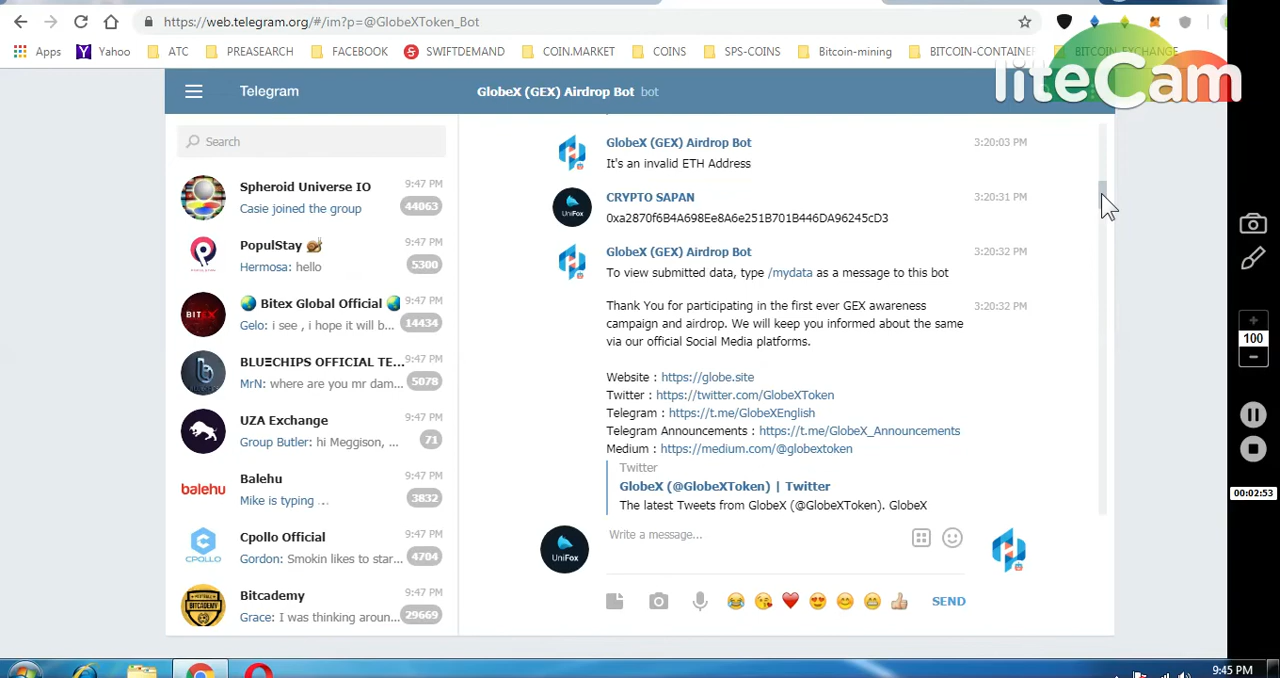 https://web.telegram.org/#/im?p=@GlobeXToken_Bot
Apps Yahoo ATC PREASEARCH FACEBOOK SWIFTDEMAND COIN.MARKET COINS SPS-COINS Bitcoin-mining BITCOIN-CONTAINE BITCOIN-EXCHANGE
liteCam
Telegram
GlobeX (GEX) Airdrop Bot bot
Search
Spheroid Universe IO 9:47 PM
Casie joined the group 44063
PopulStay 🐌 9:47 PM
Hermosa: hello 5300
🌏 Bitex Global Official 🌏 9:47 PM
Gelo: i see , i hope it will b... 14434
BLUΞCHIPS OFFICIAL TE... 9:47 PM
MrN: where are you mr dam... 5078
UZA Exchange 9:47 PM
Group Butler: hi Meggison, ... 71
Balehu 9:47 PM
balehu
Mike is typing ... 3832
Cpollo Official 9:47 PM
CPOLLO
Gordon: Smokin likes to star... 4704
Bitcademy 9:47 PM
BITCADEMY
Grace: I was thinking aroun... 29669
GlobeX (GEX) Airdrop Bot 3:20:03 PM
It's an invalid ETH Address
CRYPTO SAPAN 3:20:31 PM
UniFox
0xa2870f6B4A698Ee8A6e251B701B446DA96245cD3
GlobeX (GEX) Airdrop Bot 3:20:32 PM
To view submitted data, type /mydata as a message to this bot
Thank You for participating in the first ever GEX awareness 3:20:32 PM
campaign and airdrop. We will keep you informed about the same
via our official Social Media platforms.
Website : https://globe.site
Twitter : https://twitter.com/GlobeXToken
Telegram : https://t.me/GlobeXEnglish
Telegram Announcements : https://t.me/GlobeX_Announcements
Medium : https://medium.com/@globextoken
Twitter
GlobeX (@GlobeXToken) | Twitter
The latest Tweets from GlobeX (@GlobeXToken). GlobeX
Write a message...
UniFox
SEND
100
00:02:53
9:45 PM